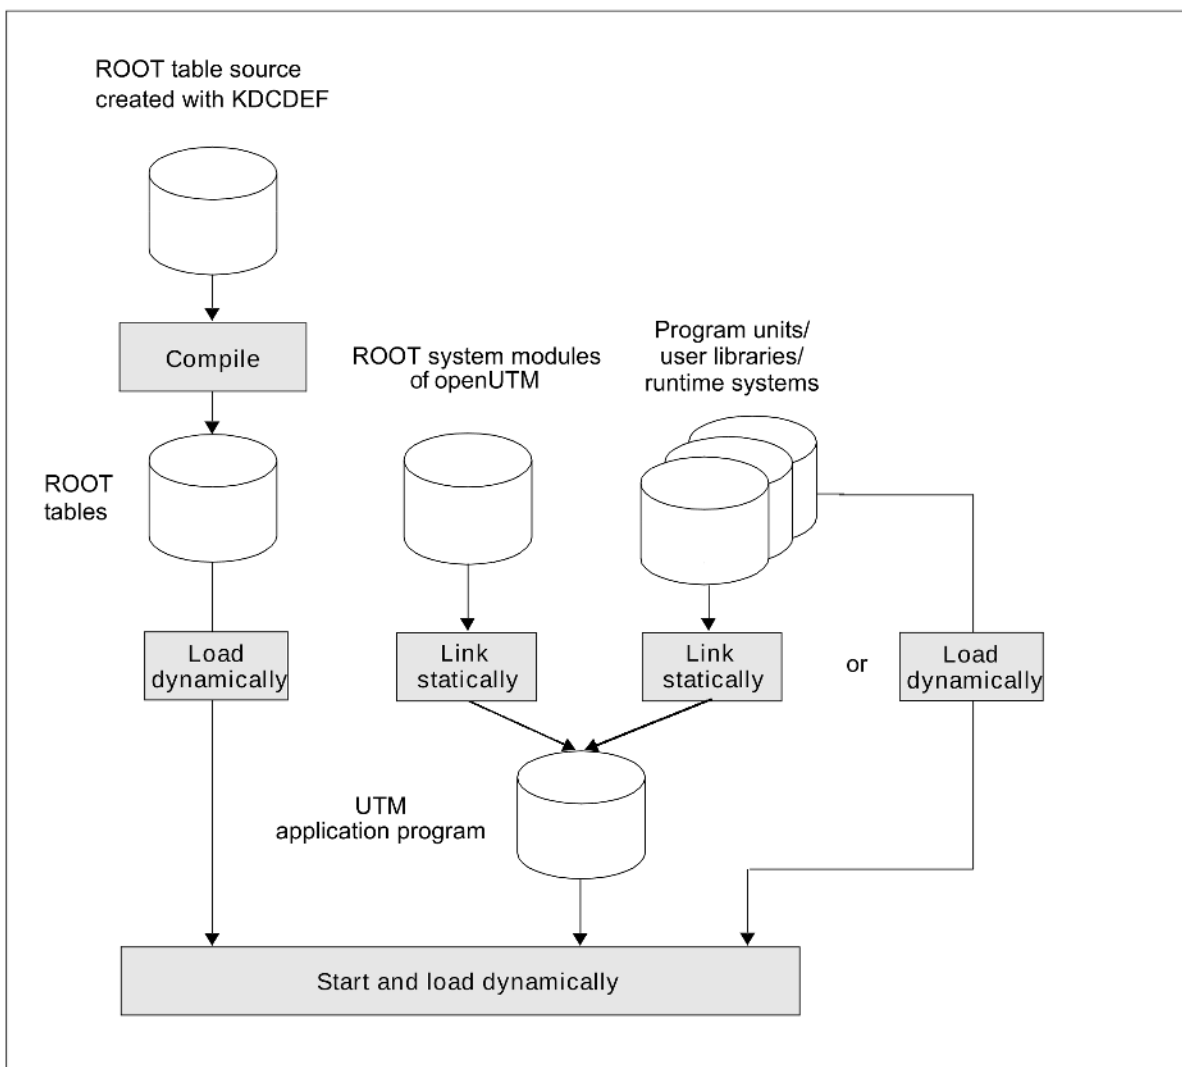 ROOT table source
created with KDCDEF
Compile
ROOT system modules
of openUTM
Program units/
user libraries/
runtime systems
ROOT
tables
Load
dynamically
Link
statically
Link
statically
or
Load
dynamically
UTM
application program
Start and load dynamically